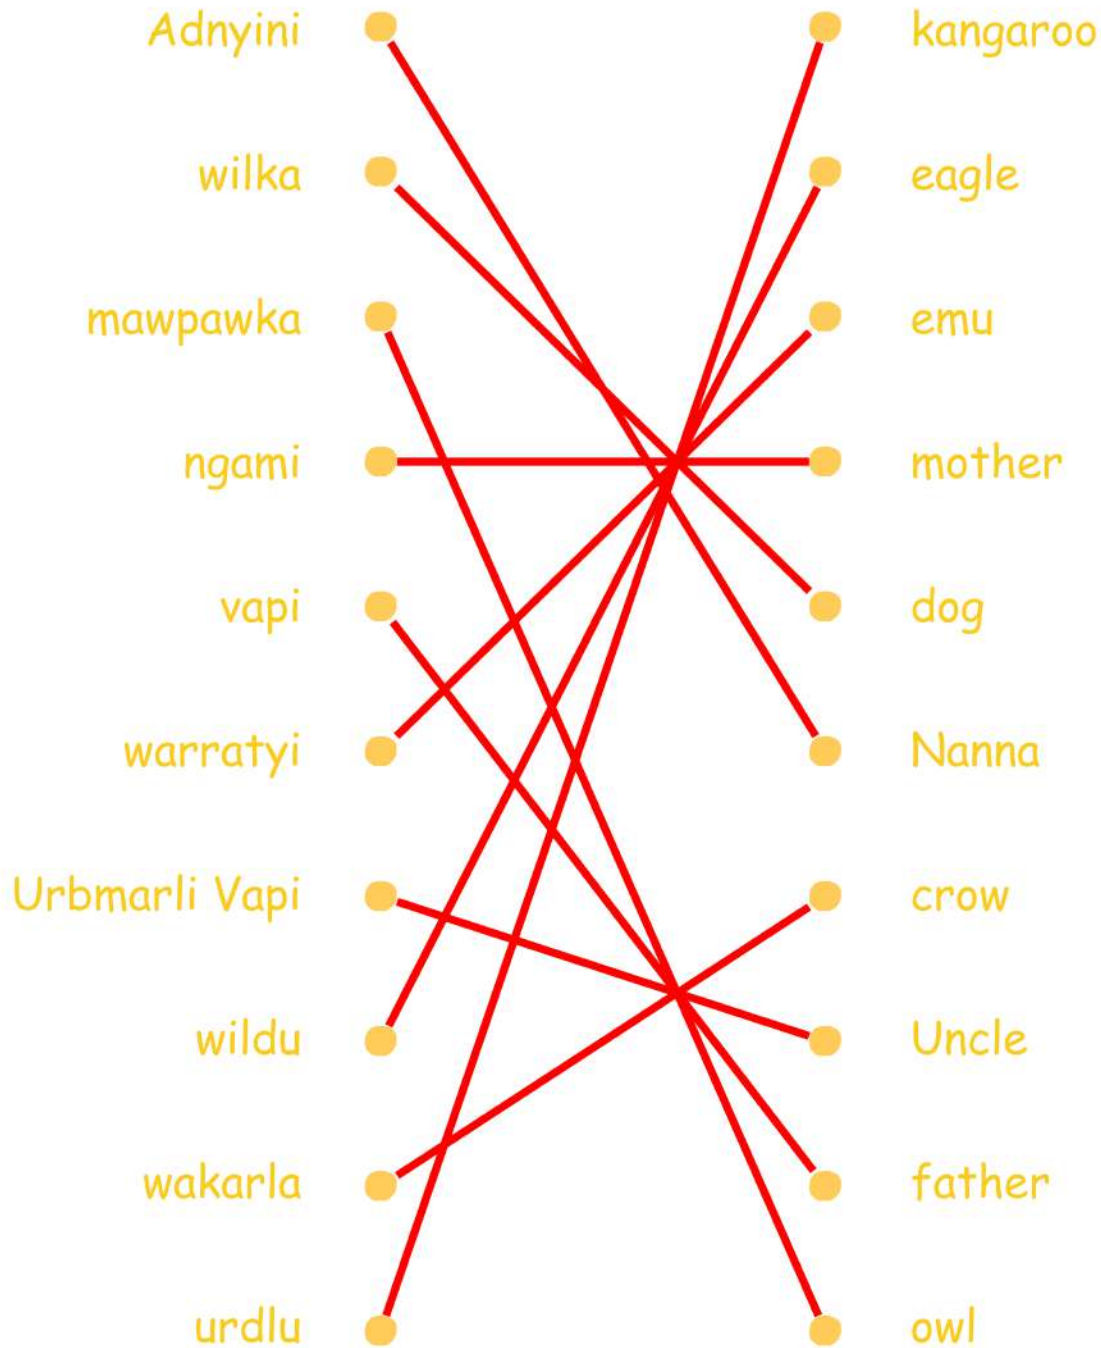 Adnyini kangaroo
wilka eagle
mawpawka emu
ngami mother
vapi dog
warratyi Nanna
Urbmarli Vapi crow
wildu Uncle
wakarla father
urdlu owl